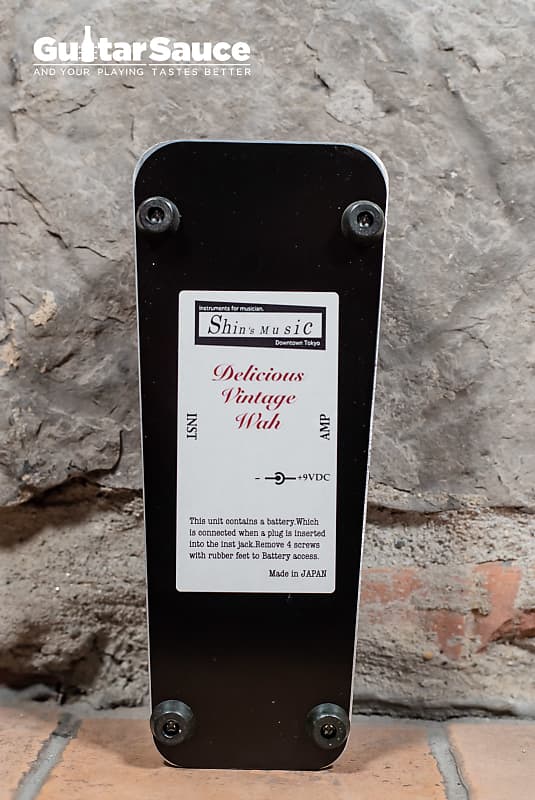 GuitarSauce
AND YOUR PLAYING TASTES BETTER
instruments for musician.
Shin's Music
Downtown Tokyo
Delicious
Vintage
Wah
INST
AMP
- +9VDC
This unit contains a battery.Which
is connected when a plug is inserted
into the inst jack.Remove 4 screws
with rubber feet to Battery access.
Made in JAPAN